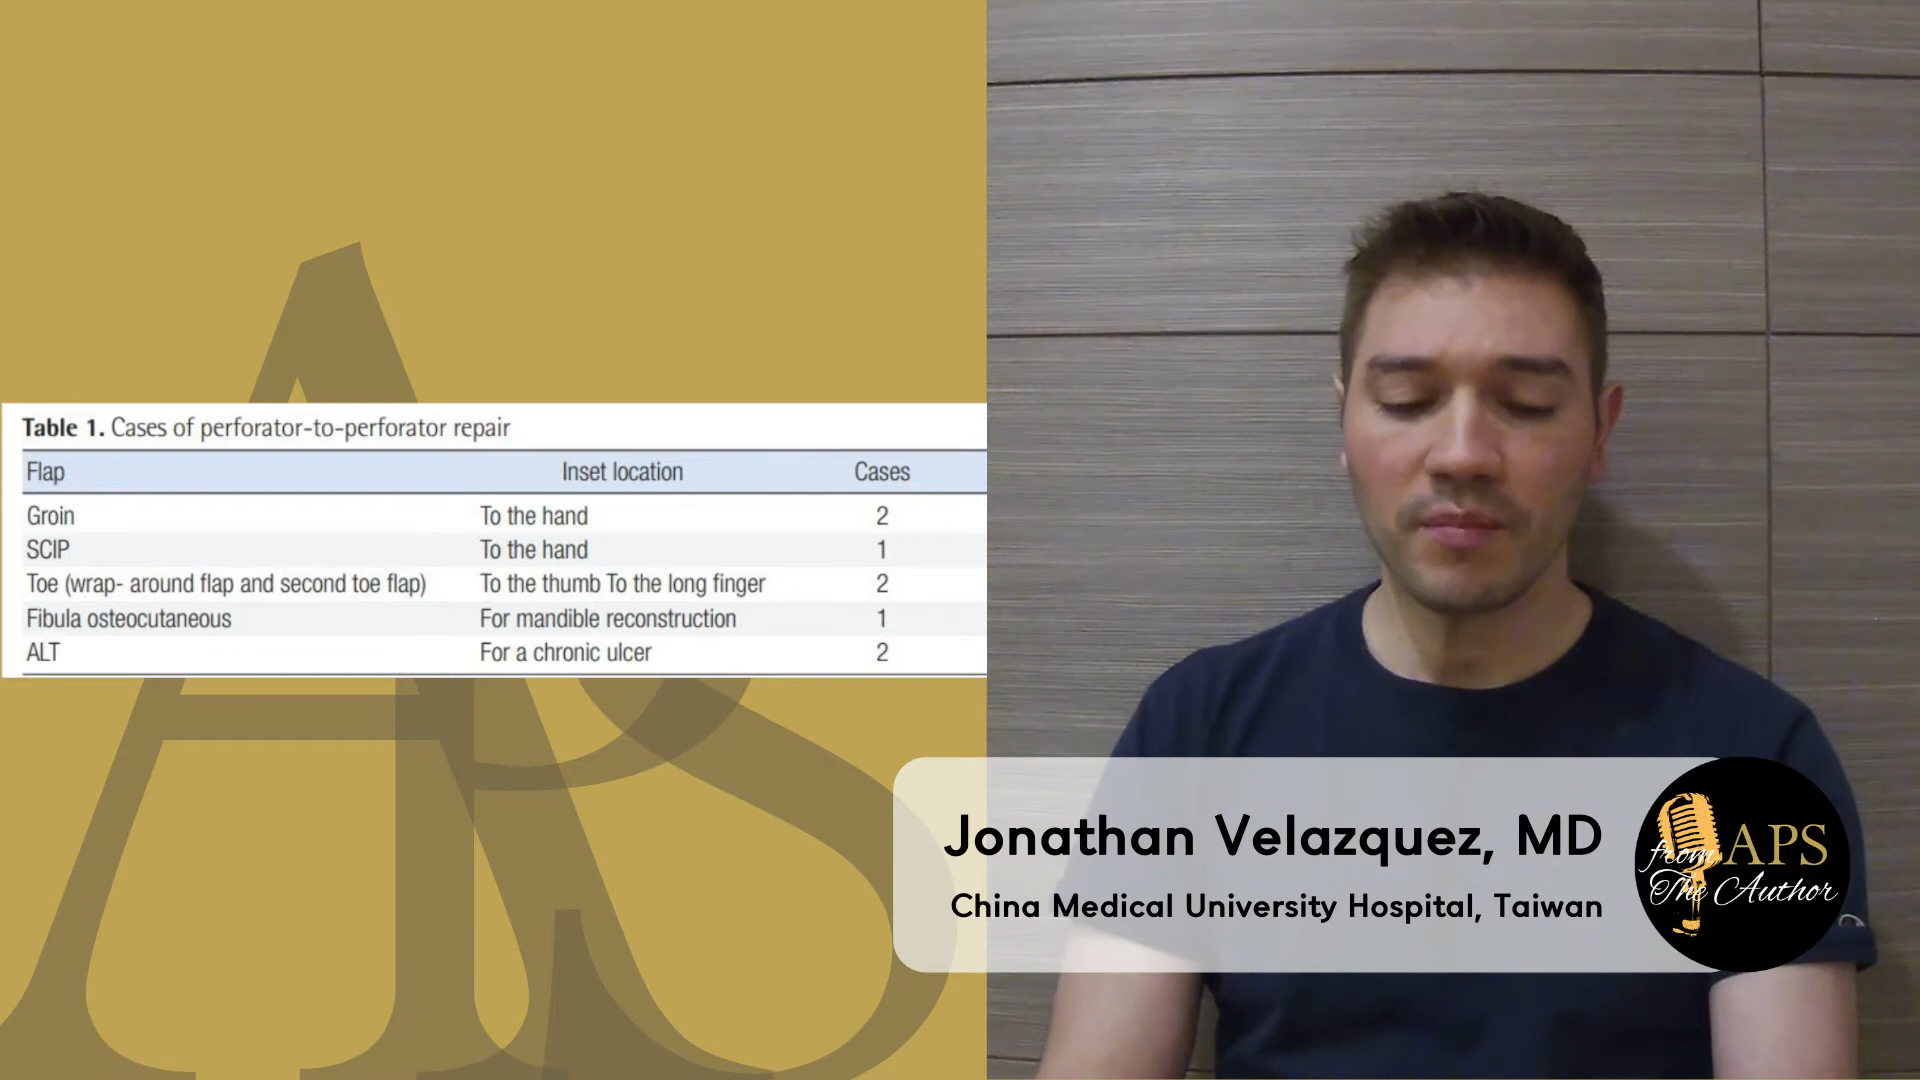 Table 1. Cases of perforator-to-perforator repair
Flap Inset location Cases
Groin To the hand 2
SCIP To the hand 1
Toe (wrap- around flap and second toe flap) To the thumb To the long finger 2
Fibula osteocutaneous For mandible reconstruction 1
ALT For a chronic ulcer 2
APS
Jonathan Velazquez, MD
China Medical University Hospital, Taiwan
from APS
The Author